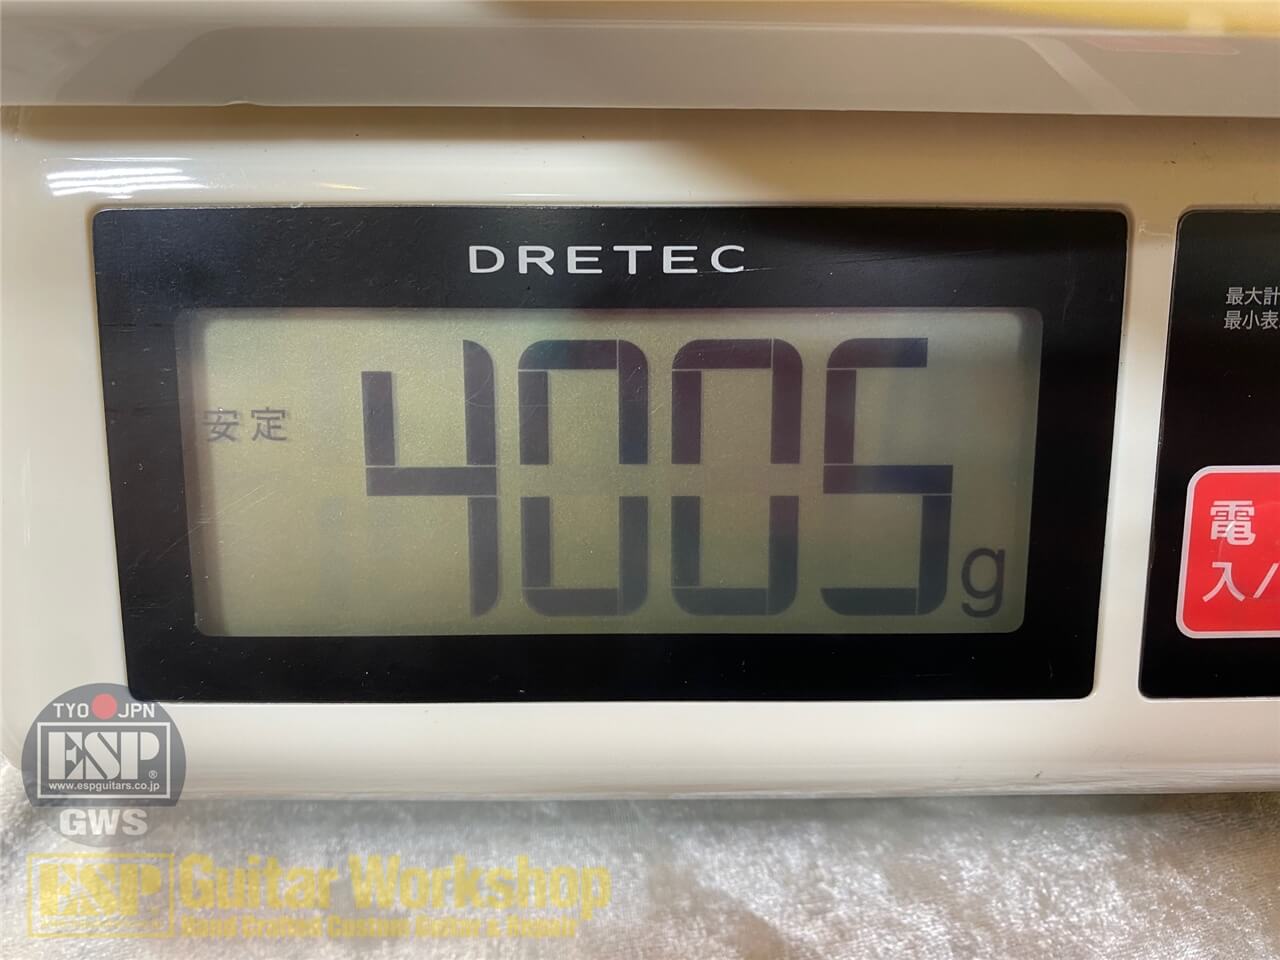 DRETEC
最大計
最小表
安定
4005g
電
入/
TYO JPN
ESP®
www.espguitars.co.jp
GWS
ESP Guitar Workshop
Hand Crafted Custom Guitar & Repair